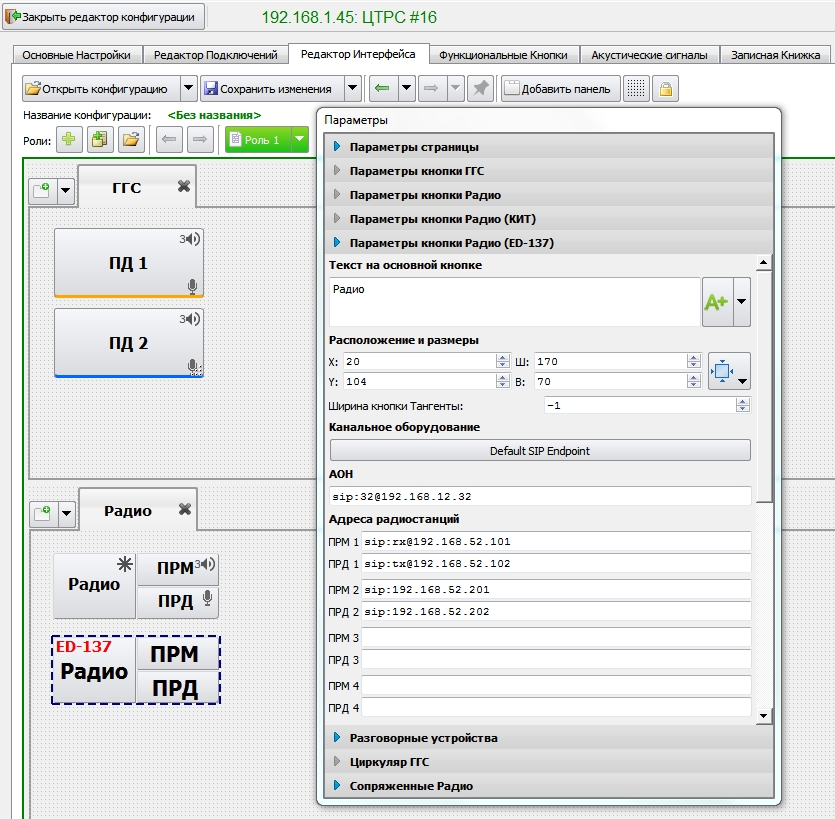 Закрыть редактор конфигурации
192.168.1.45: ЦТРС #16
Основные Настройки
Редактор Подключений
Редактор Интерфейса
Функциональные Кнопки
Акустические сигналы
Записная Книжка
Открыть конфигурацию
Сохранить изменения
Добавить панель
Название конфигурации: <Без названия>
Роли:
Роль 1
ГГС
3
ПД 1
3
ПД 2
Радио
Радио
ПРМ 3
ПРД
ED-137
Радио
ПРМ
ПРД
Параметры
Параметры страницы
Параметры кнопки ГГС
Параметры кнопки Радио
Параметры кнопки Радио (КИТ)
Параметры кнопки Радио (ED-137)
Текст на основной кнопке
Радио
A+
Расположение и размеры
X: 20 Ш: 170
Y: 104 В: 70
Ширина кнопки Тангенты: -1
Канальное оборудование
Default SIP Endpoint
АОН
sip:32@192.168.12.32
Адреса радиостанций
ПРМ 1 sip:rx@192.168.52.101
ПРД 1 sip:tx@192.168.52.102
ПРМ 2 sip:192.168.52.201
ПРД 2 sip:192.168.52.202
ПРМ 3
ПРД 3
ПРМ 4
ПРД 4
Разговорные устройства
Циркуляр ГГС
Сопряженные Радио